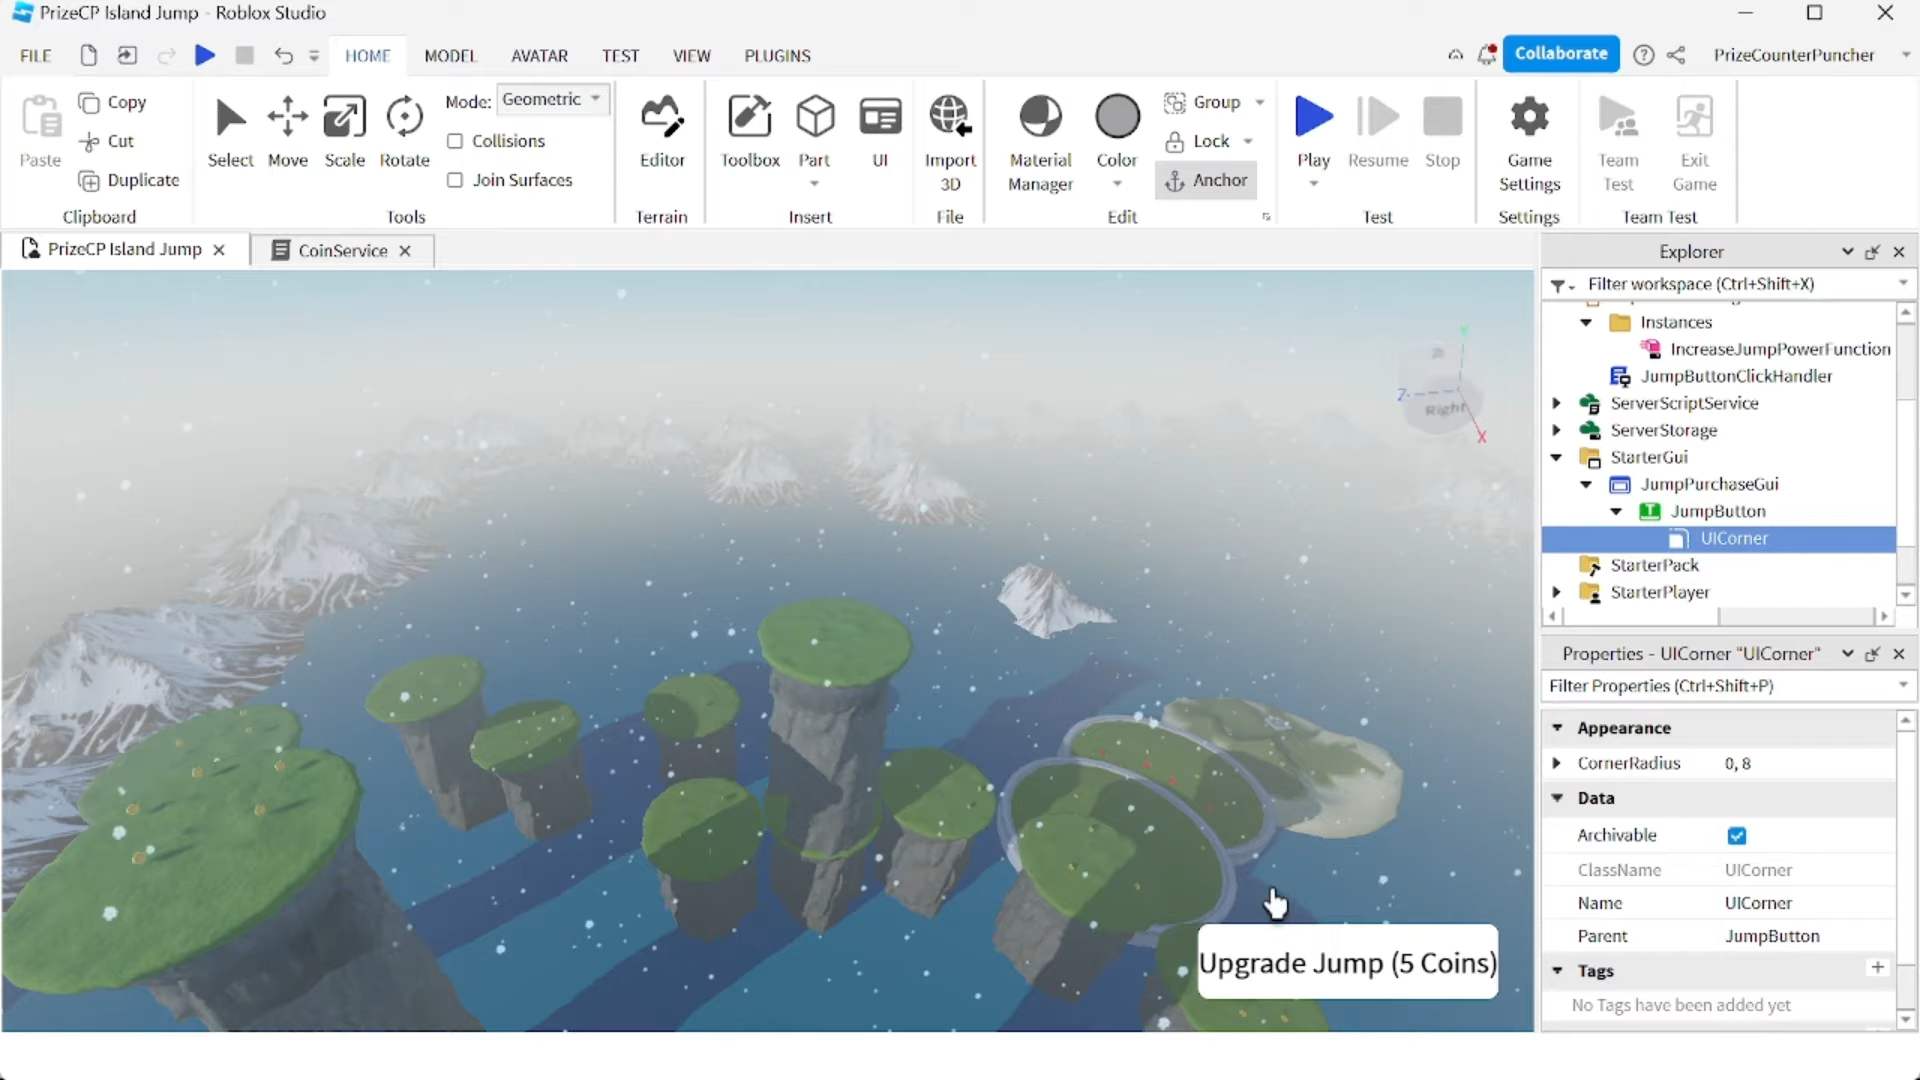 PrizeCP Island Jump - Roblox Studio
FILE HOME MODEL AVATAR TEST VIEW PLUGINS Collaborate PrizeCounterPuncher
Paste Copy Cut Duplicate
Clipboard
Select Move Scale Rotate
Mode: Geometric
Collisions
Join Surfaces
Tools
Editor
Terrain
Toolbox Part UI
Insert
Import 3D
File
Material Manager Color
Group
Lock
Anchor
Edit
Play Resume Stop
Test
Game Settings
Settings
Team Test Exit Game
Team Test
PrizeCP Island Jump CoinService
Z
Right
X
Upgrade Jump (5 Coins)
Explorer
Filter workspace (Ctrl+Shift+X)
Instances
IncreaseJumpPowerFunction
JumpButtonClickHandler
ServerScriptService
ServerStorage
StarterGui
JumpPurchaseGui
JumpButton
UICorner
StarterPack
StarterPlayer
Properties - UICorner "UICorner"
Filter Properties (Ctrl+Shift+P)
Appearance
CornerRadius 0, 8
Data
Archivable
ClassName UICorner
Name UICorner
Parent JumpButton
Tags +
No Tags have been added yet